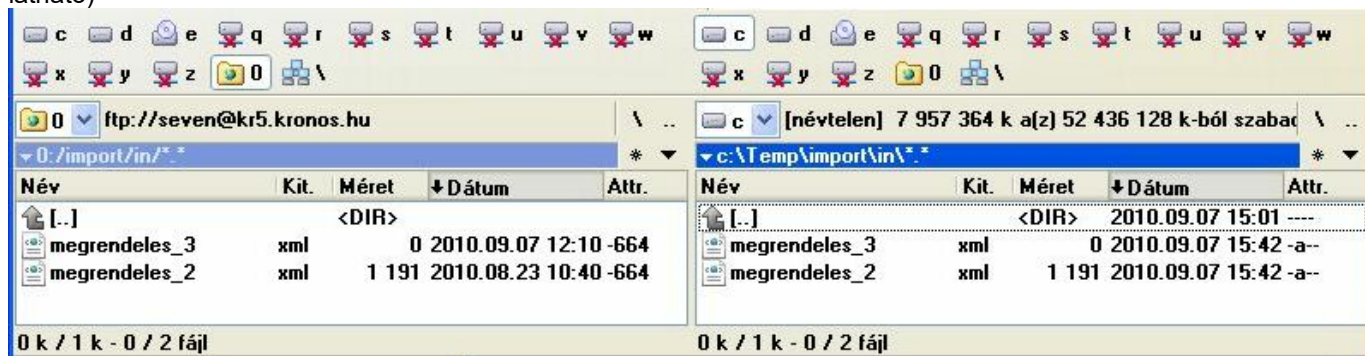 látható)
c d e q r s t u v w
x y z 0 \
0 ftp://seven@kr5.kronos.hu \ ..
0:/import/in/*.* * ▼
Név Kit. Méret Dátum Attr.
[..] <DIR>
megrendeles_3 xml 0 2010.09.07 12:10 -664
megrendeles_2 xml 1 191 2010.08.23 10:40 -664
0 k / 1 k - 0 / 2 fájl
c d e q r s t u v w
x y z 0 \
c [névtelen] 7 957 364 k a(z) 52 436 128 k-ból szabad \ ..
c:\Temp\import\in\*.* * ▼
Név Kit. Méret Dátum Attr.
[..] <DIR> 2010.09.07 15:01 ----
megrendeles_3 xml 0 2010.09.07 15:42 -a--
megrendeles_2 xml 1 191 2010.09.07 15:42 -a--
0 k / 1 k - 0 / 2 fájl